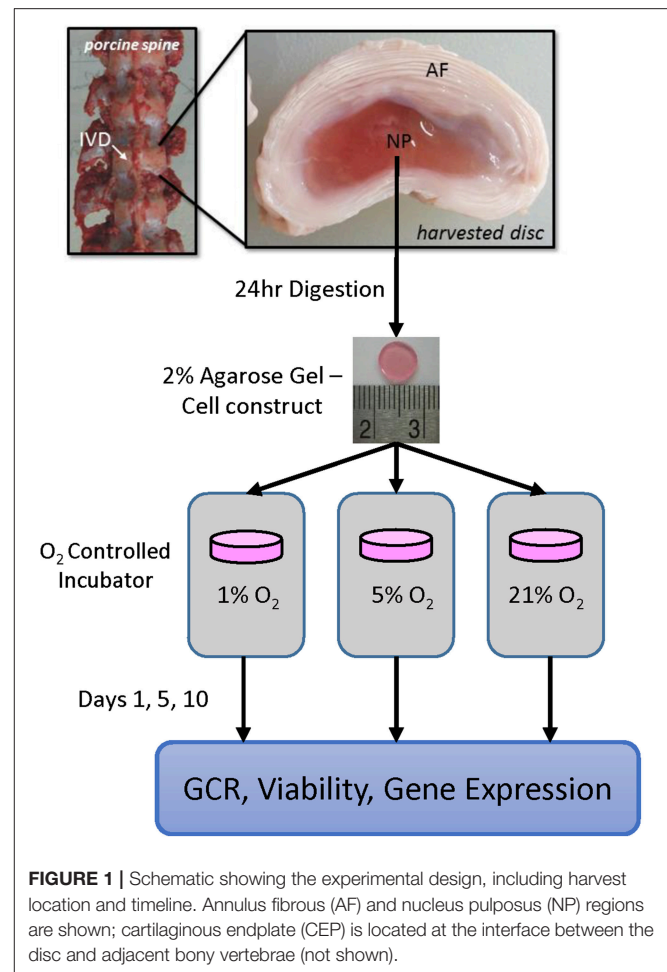 porcine spine
IVD
AF
NP
harvested disc
24hr Digestion
2% Agarose Gel –
Cell construct
2 3
O₂ Controlled
Incubator
1% O₂
5% O₂
21% O₂
Days 1, 5, 10
GCR, Viability, Gene Expression
FIGURE 1 | Schematic showing the experimental design, including harvest
location and timeline. Annulus fibrous (AF) and nucleus pulposus (NP) regions
are shown; cartilaginous endplate (CEP) is located at the interface between the
disc and adjacent bony vertebrae (not shown).